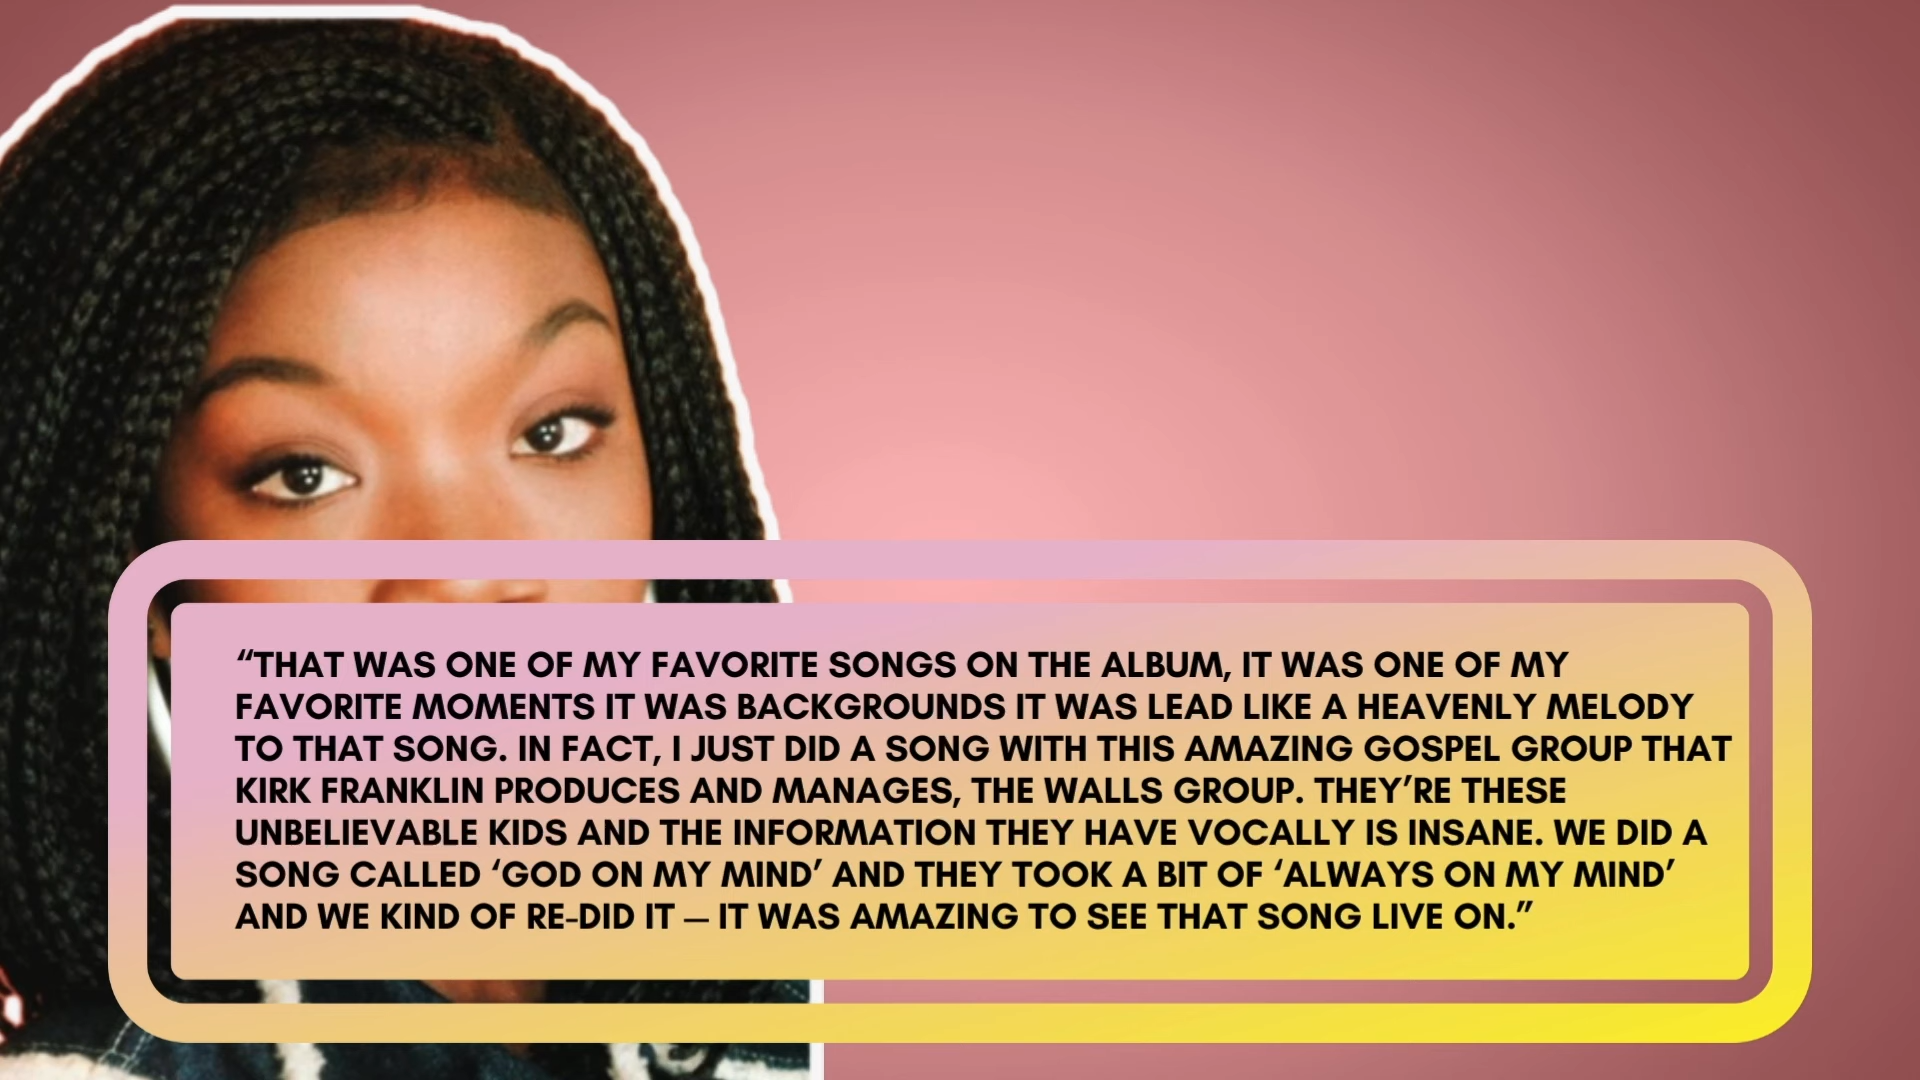 “THAT WAS ONE OF MY FAVORITE SONGS ON THE ALBUM, IT WAS ONE OF MY
FAVORITE MOMENTS IT WAS BACKGROUNDS IT WAS LEAD LIKE A HEAVENLY MELODY
TO THAT SONG. IN FACT, I JUST DID A SONG WITH THIS AMAZING GOSPEL GROUP THAT
KIRK FRANKLIN PRODUCES AND MANAGES, THE WALLS GROUP. THEY’RE THESE
UNBELIEVABLE KIDS AND THE INFORMATION THEY HAVE VOCALLY IS INSANE. WE DID A
SONG CALLED ‘GOD ON MY MIND’ AND THEY TOOK A BIT OF ‘ALWAYS ON MY MIND’
AND WE KIND OF RE-DID IT — IT WAS AMAZING TO SEE THAT SONG LIVE ON.”